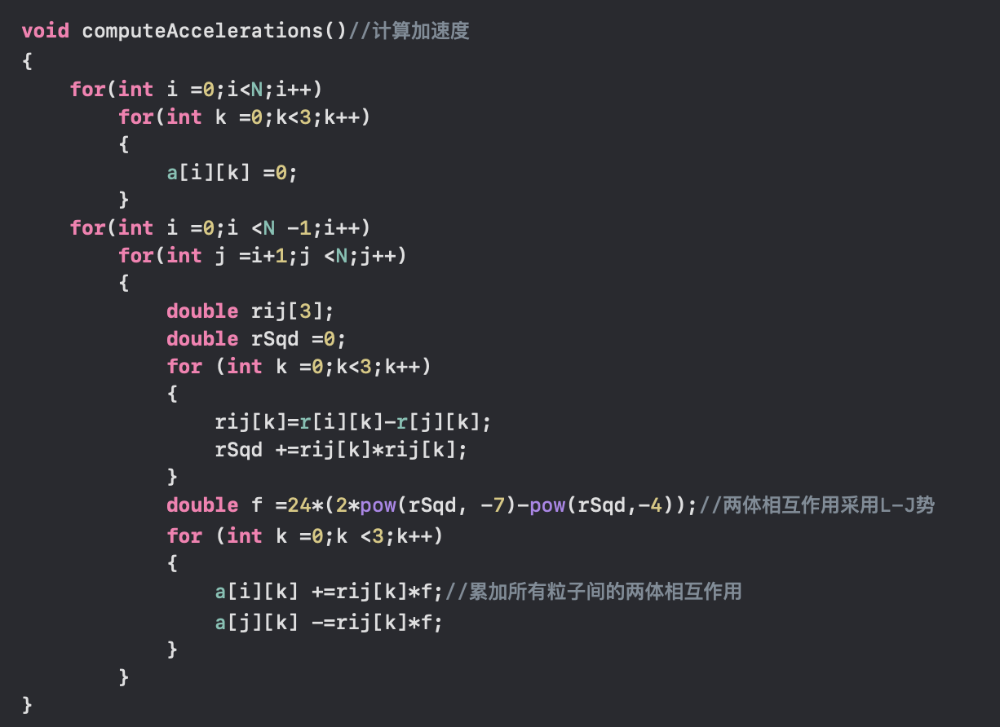 void computeAccelerations()//计算加速度
{
    for(int i =0;i<N;i++)
        for(int k =0;k<3;k++)
        {
            a[i][k] =0;
        }
    for(int i =0;i <N -1;i++)
        for(int j =i+1;j <N;j++)
        {
            double rij[3];
            double rSqd =0;
            for (int k =0;k<3;k++)
            {
                rij[k]=r[i][k]-r[j][k];
                rSqd +=rij[k]*rij[k];
            }
            double f =24*(2*pow(rSqd, -7)-pow(rSqd,-4));//两体相互作用采用L-J势
            for (int k =0;k <3;k++)
            {
                a[i][k] +=rij[k]*f;//累加所有粒子间的两体相互作用
                a[j][k] -=rij[k]*f;
            }
        }
}